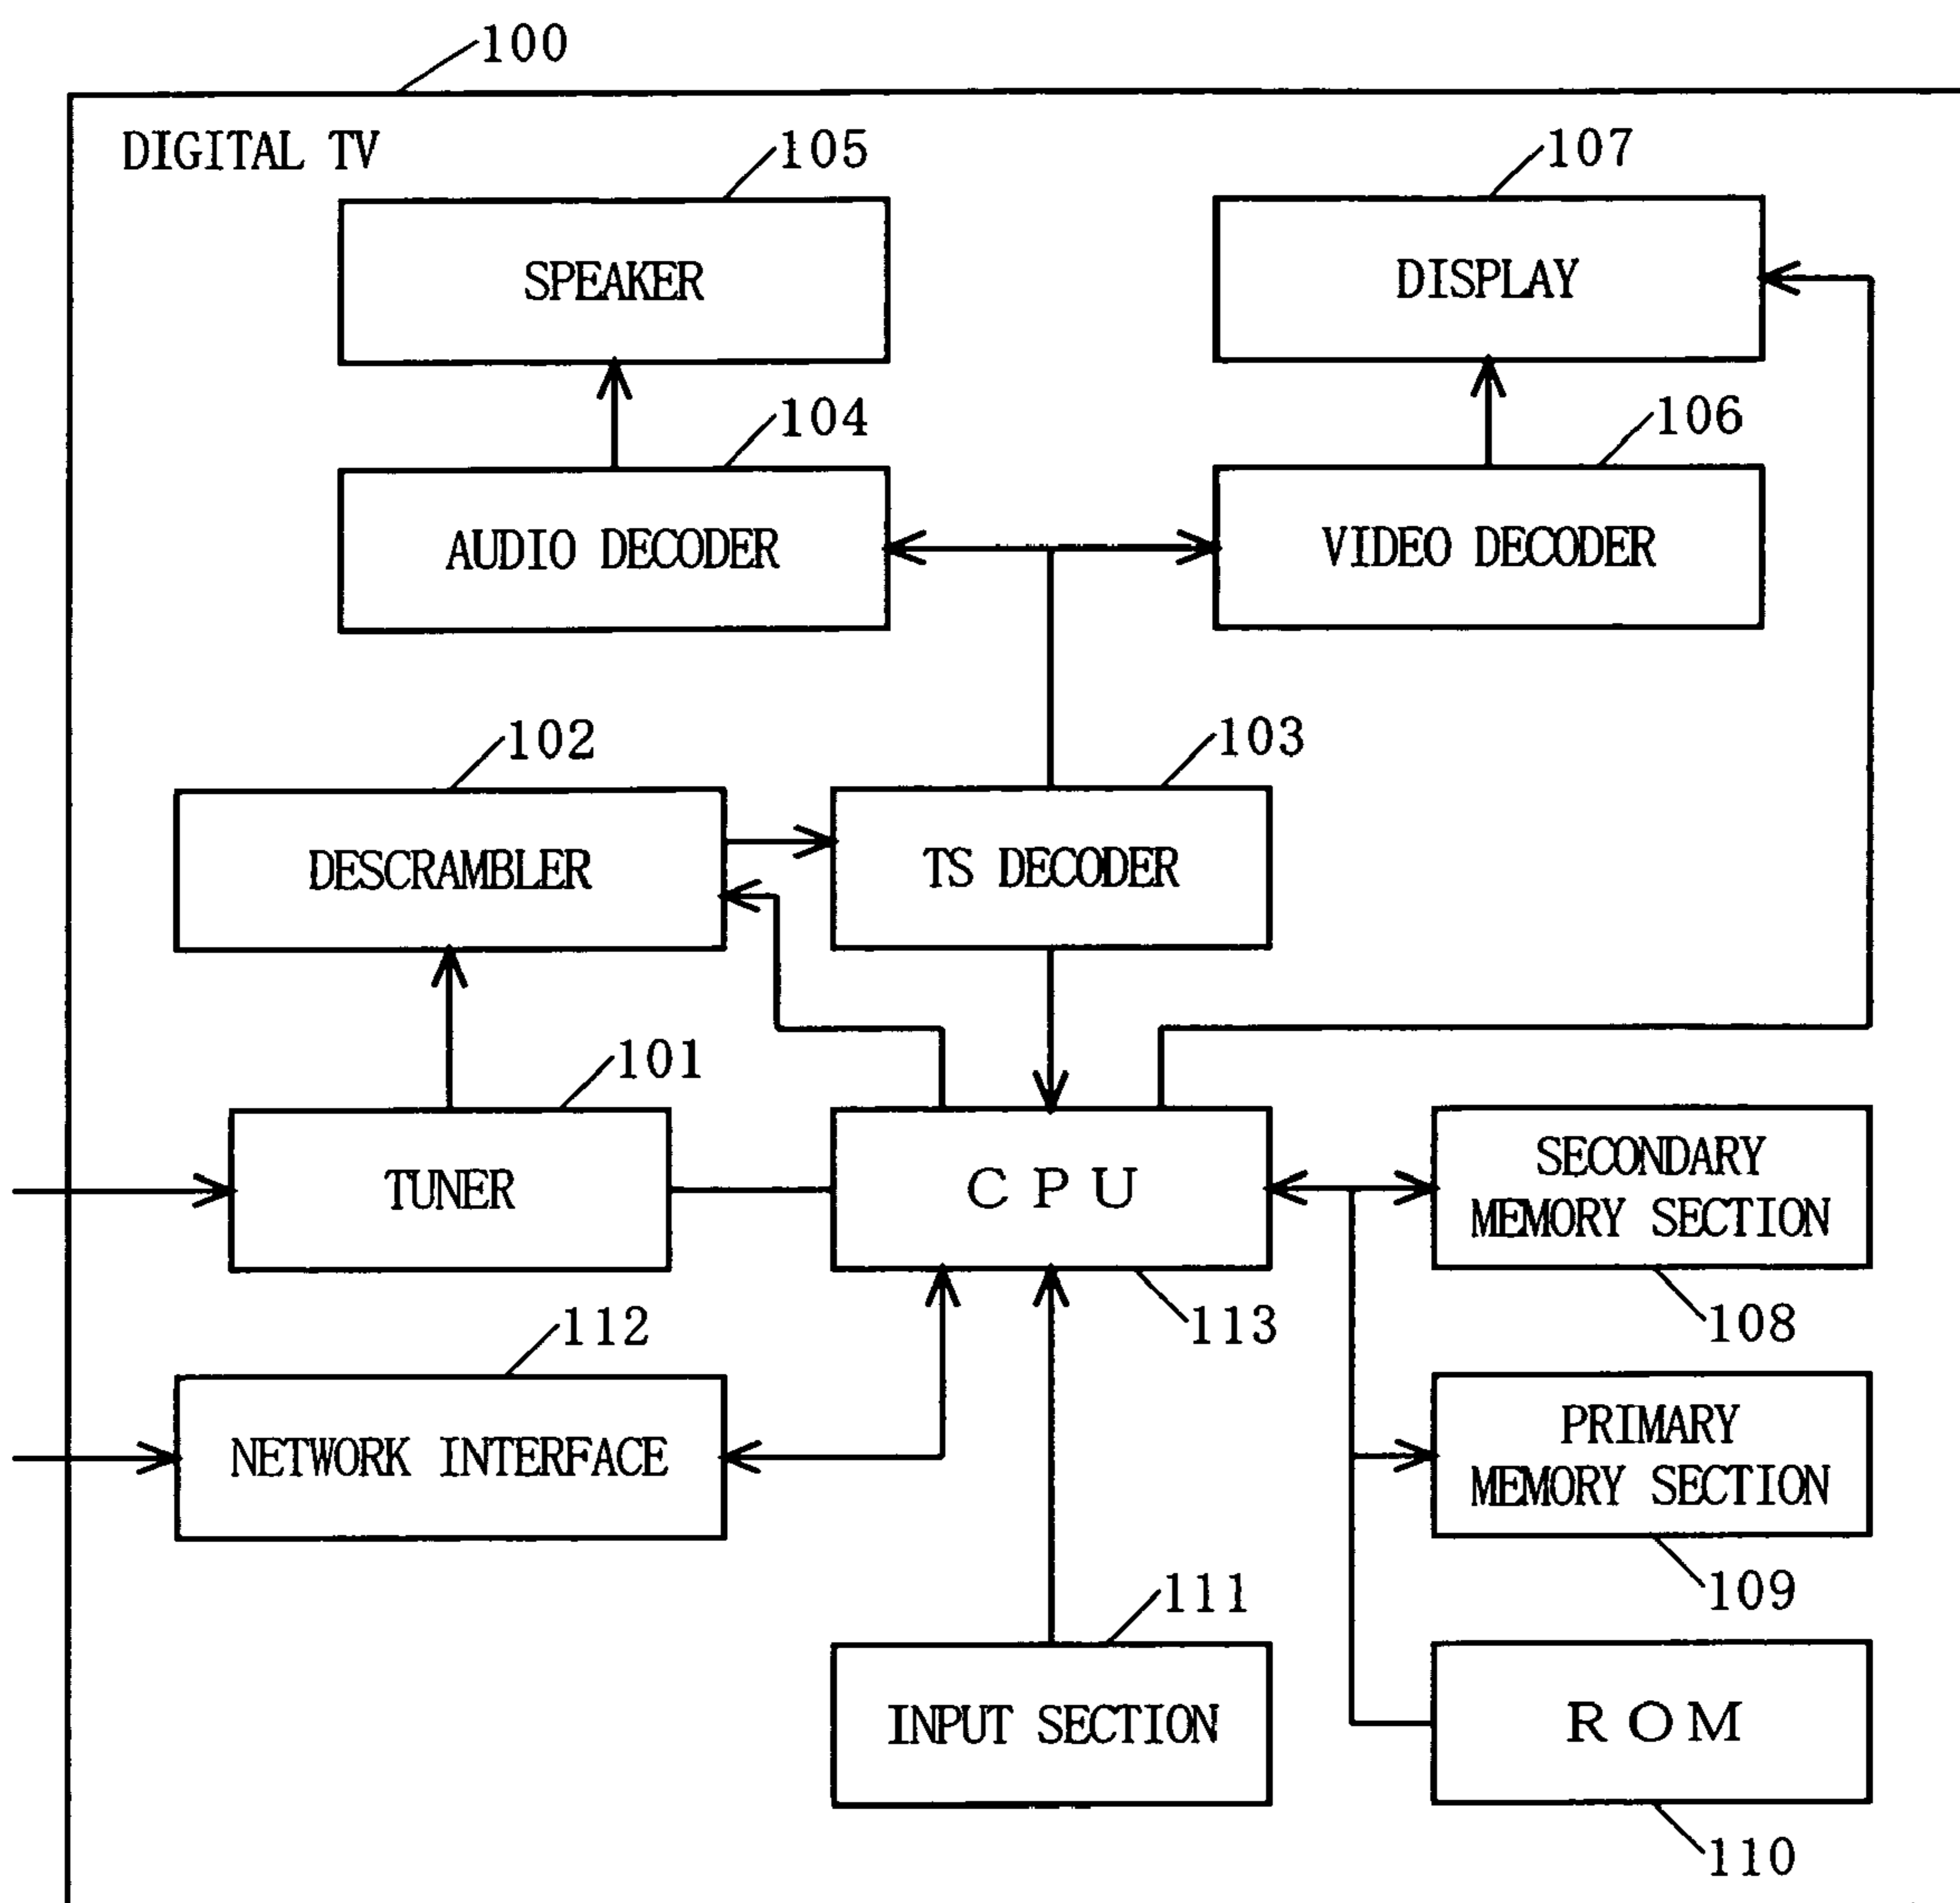 100
DIGITAL TV
105
107
SPEAKER
DISPLAY
104
106
AUDIO DECODER
VIDEO DECODER
102
103
DESCRAMBLER
TS DECODER
101
TUNER
CPU
SECONDARY
MEMORY SECTION
112
113
108
NETWORK INTERFACE
PRIMARY
MEMORY SECTION
111
109
INPUT SECTION
ROM
110